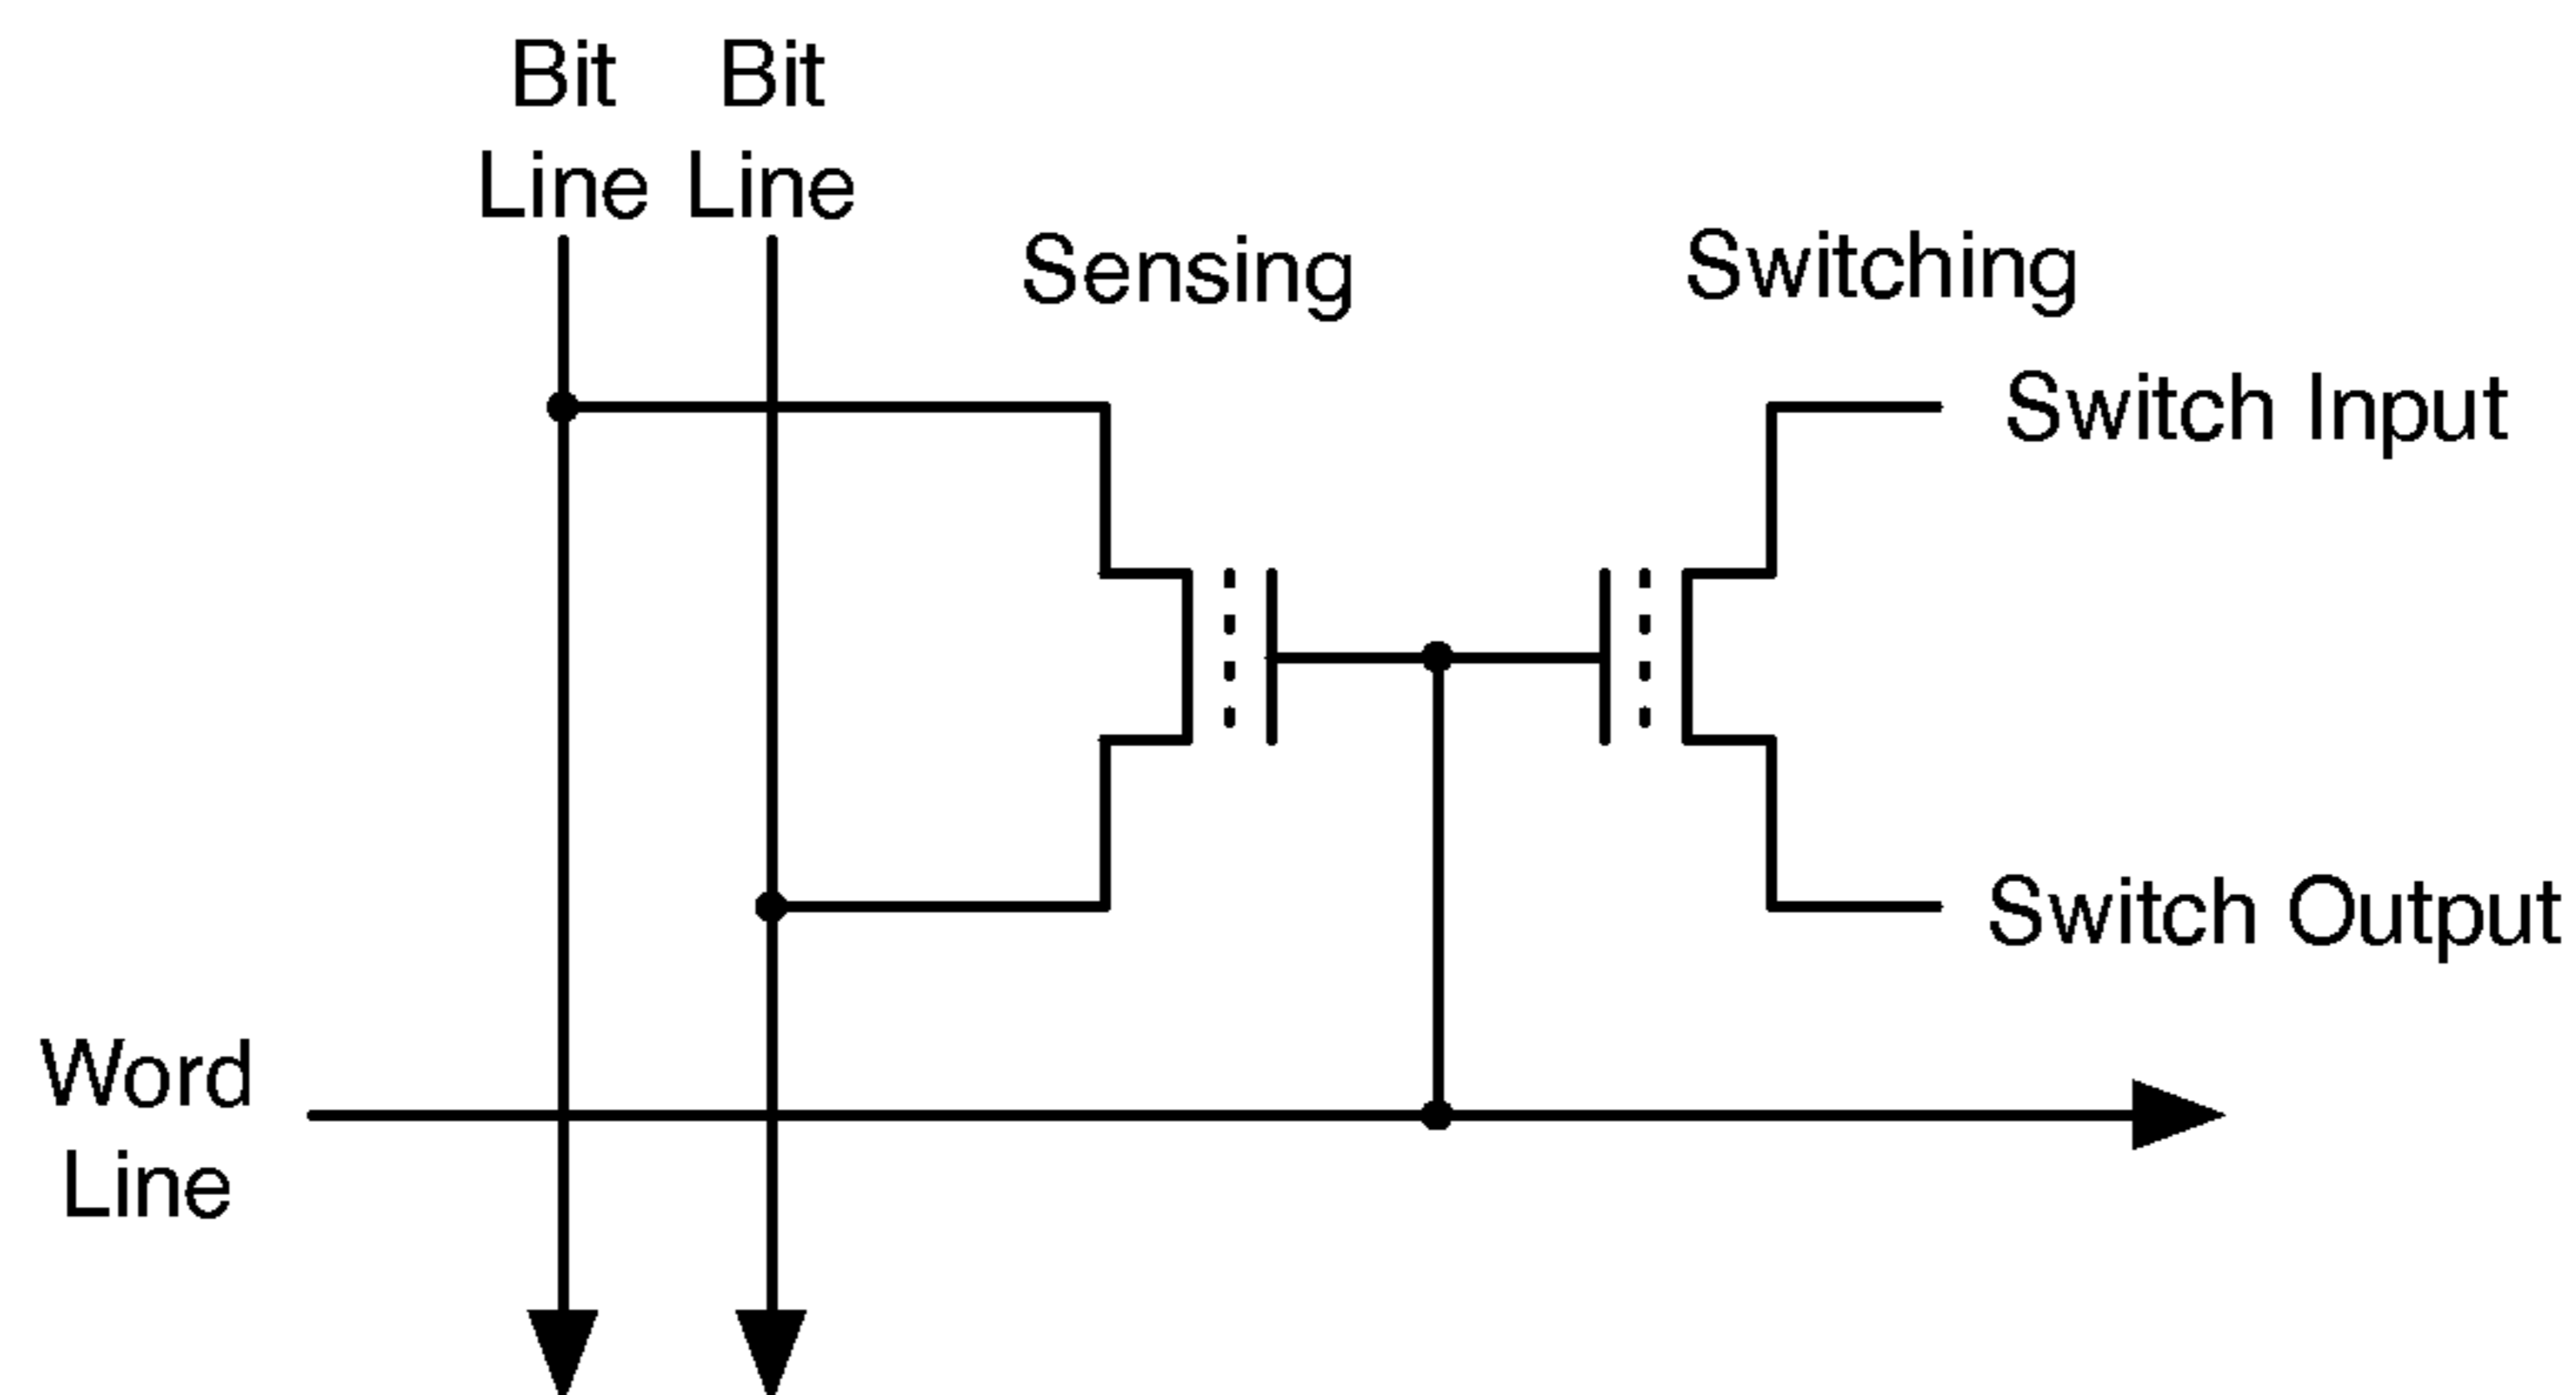 Bit
Line
Bit
Line
Sensing
Switching
Switch Input
Switch Output
Word
Line